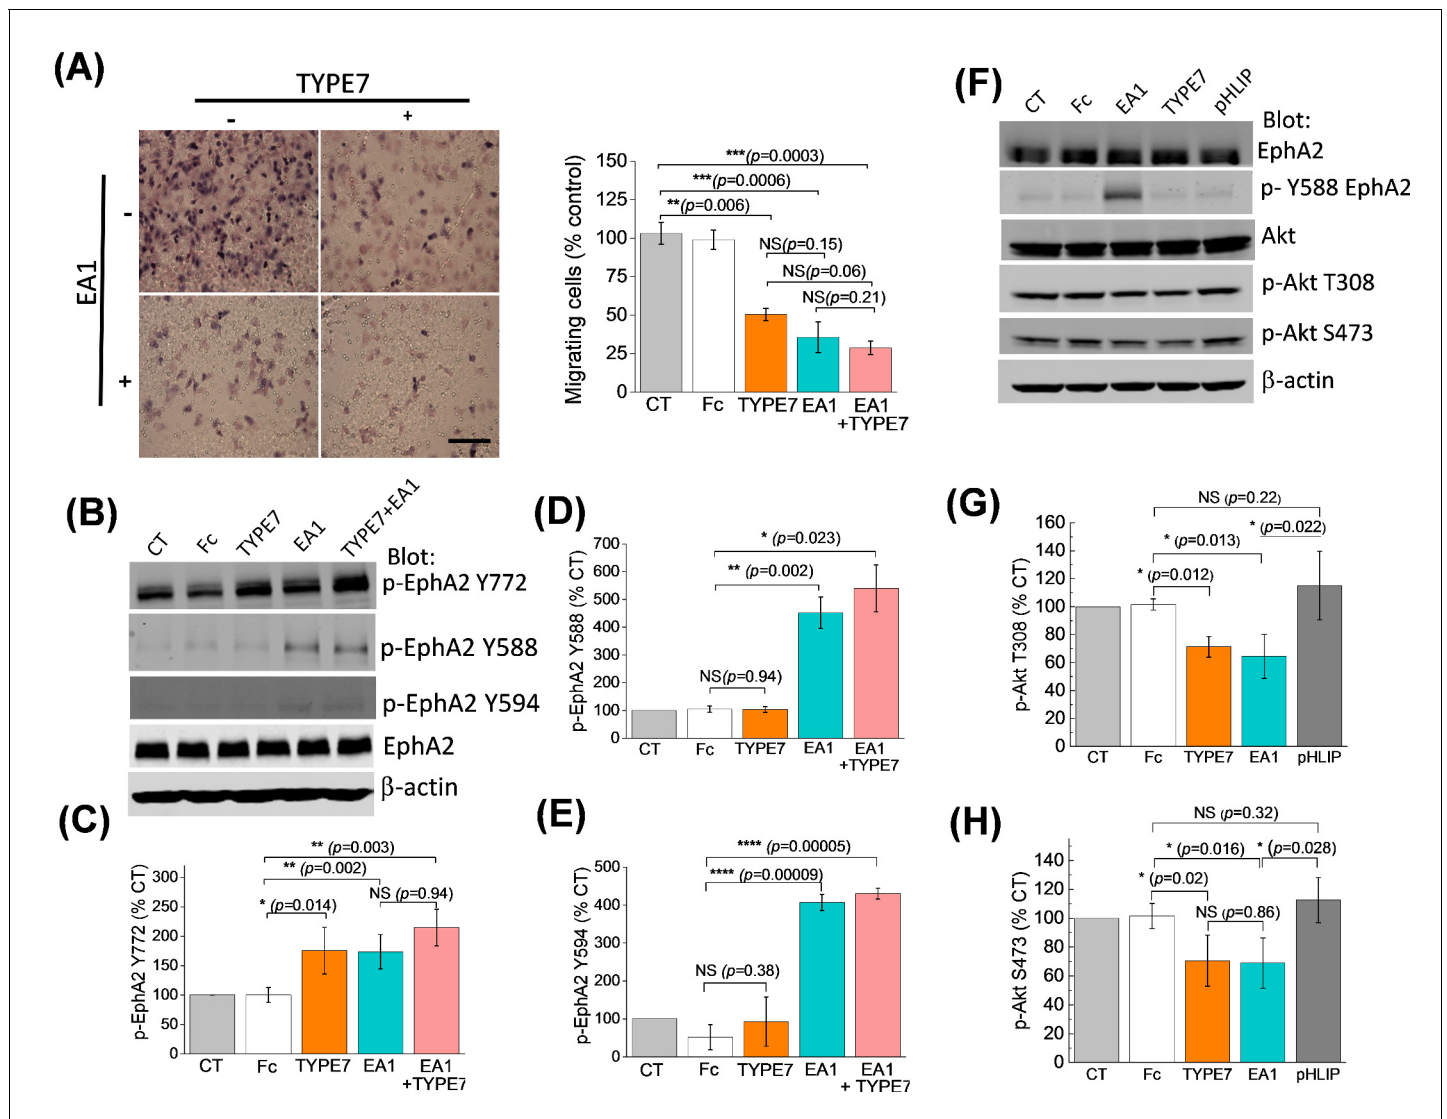 (A)
TYPE7
- +
EA1
-
+
Migrating cells (% control)
150
100
75
50
25
0
***(p=0.0003)
***(p=0.0006)
**(p=0.006)
NS(p=0.15)
NS(p=0.06)
NS(p=0.21)
CT Fc TYPE7 EA1 EA1
+TYPE7
(F)
CT Fc EA1 TYPE7 pHLIP
Blot:
EphA2
p- Y588 EphA2
Akt
p-Akt T308
p-Akt S473
β-actin
(B)
CT Fc TYPE7 EA1 TYPE7+EA1
Blot:
p-EphA2 Y772
p-EphA2 Y588
p-EphA2 Y594
EphA2
β-actin
(C)
p-EphA2 Y772 (% CT)
300
250
200
150
100
50
0
** (p=0.003)
** (p=0.002)
* (p=0.014)
NS (p=0.94)
CT Fc TYPE7 EA1 EA1
+TYPE7
(D)
p-EphA2 Y588 (% CT)
700
600
500
400
300
200
100
0
* (p=0.023)
** (p=0.002)
NS(p=0.94)
CT Fc TYPE7 EA1 EA1
+TYPE7
(E)
p-EphA2 Y594 (% CT)
500
400
300
200
100
0
**** (p=0.00005)
**** (p=0.00009)
NS (p=0.38)
CT Fc TYPE7 EA1 EA1
+ TYPE7
(G)
p-Akt T308 (% CT)
160
140
120
100
80
60
40
20
0
NS (p=0.22)
* (p=0.022)
* (p=0.013)
* (p=0.012)
CT Fc TYPE7 EA1 pHLIP
(H)
p-Akt S473 (% CT)
140
120
100
80
60
40
20
0
NS (p=0.32)
* (p=0.016)
* (p=0.028)
* (p=0.02)
NS (p=0.86)
CT Fc TYPE7 EA1 pHLIP